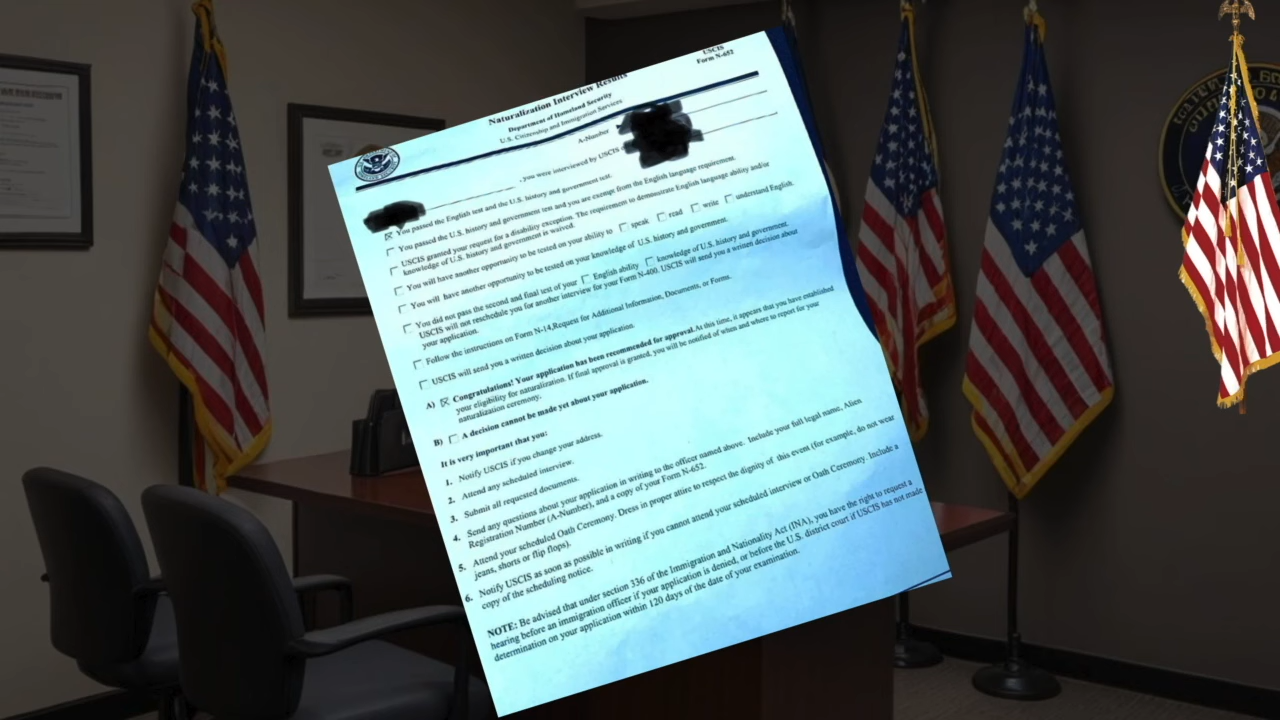 USCIS
Form N-652
Naturalization Interview Results
Department of Homeland Security
U.S. Citizenship and Immigration Services
A-Number
, you were interviewed by USCIS
You passed the English test and the U.S. history and government test.
You passed the U.S. history and government test and you are exempt from the English language requirement.
USCIS granted your request for a disability exception. The requirement to demonstrate English language ability and/or
knowledge of U.S. history and government is waived.
You will have another opportunity to be tested on your ability to speak read write understand English.
You will have another opportunity to be tested on your knowledge of U.S. history and government.
You did not pass the second and final test of your English ability knowledge of U.S. history and government.
USCIS will not reschedule you for another interview for your Form N-400. USCIS will send you a written decision about
your application.
Follow the instructions on Form N-14,Request for Additional Information, Documents, or Forms.
USCIS will send you a written decision about your application.
A) Congratulations! Your application has been recommended for approval.At this time, it appears that you have established
your eligibility for naturalization. If final approval is granted, you will be notified of when and where to report for your
naturalization ceremony.
B) A decision cannot be made yet about your application.
It is very important that you:
1. Notify USCIS if you change your address.
2. Attend any scheduled interview.
3. Submit all requested documents.
4. Send any questions about your application in writing to the officer named above. Include your full legal name, Alien
Registration Number (A-Number), and a copy of your Form N-652.
5. Attend your scheduled Oath Ceremony. Dress in proper attire to respect the dignity of this event (for example, do not wear
jeans, shorts or flip flops).
6. Notify USCIS as soon as possible in writing if you cannot attend your scheduled interview or Oath Ceremony. Include a
copy of the scheduling notice.
NOTE: Be advised that under section 336 of the Immigration and Nationality Act (INA), you have the right to request a
hearing before an immigration officer if your application is denied, or before the U.S. district court if USCIS has not made
determination on your application within 120 days of the date of your examination.